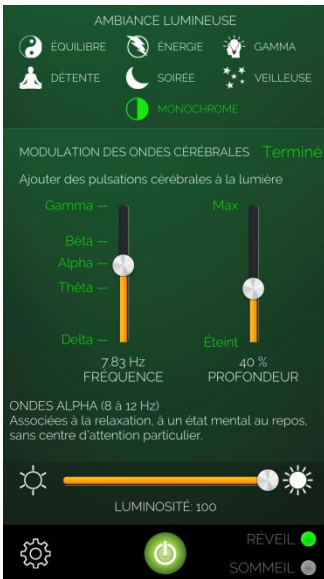 AMBIANCE LUMINEUSE
ÉQUILIBRE ÉNERGIE GAMMA
DÉTENTE SOIRÉE VEILLEUSE
MONOCHROME
MODULATION DES ONDES CÉRÉBRALES Terminé
Ajouter des pulsations cérébrales à la lumière
Gamma — Max
Bêta —
Alpha —
Thêta —
Delta — Éteint
7.83 Hz 40 %
FRÉQUENCE PROFONDEUR
ONDES ALPHA (8 à 12 Hz)
Associées à la relaxation, à un état mental au repos,
sans centre d'attention particulier.
LUMINOSITÉ: 100
RÉVEIL
SOMMEIL